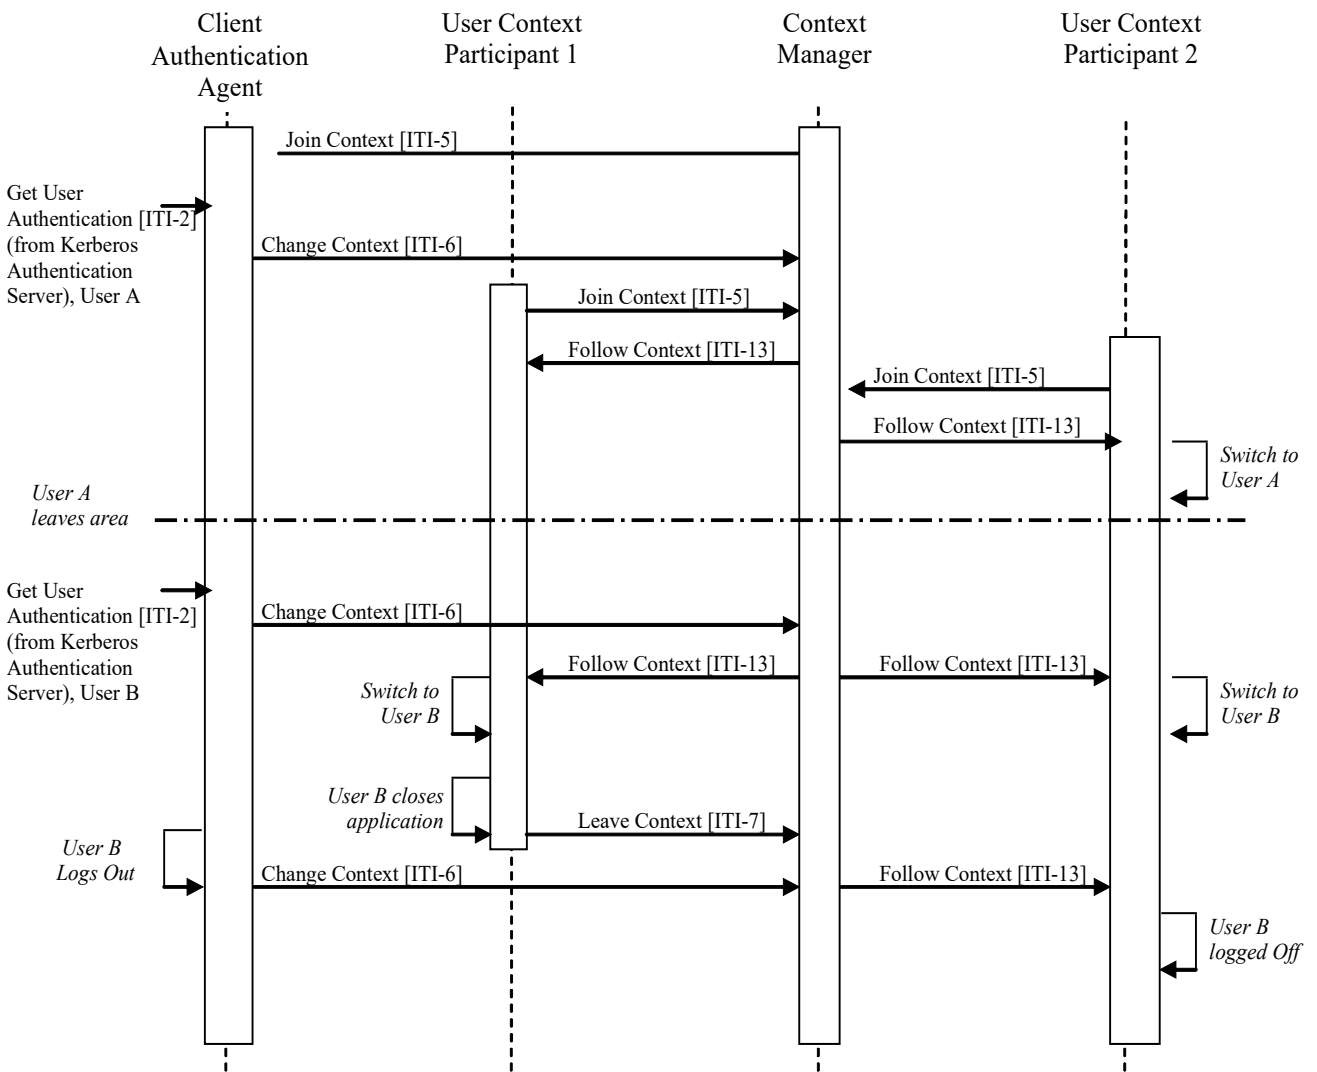 Client
Authentication
Agent
User Context
Participant 1
Context
Manager
User Context
Participant 2
Join Context [ITI-5]
Get User
Authentication [ITI-2]
(from Kerberos
Authentication
Server), User A
Change Context [ITI-6]
Join Context [ITI-5]
Follow Context [ITI-13]
Join Context [ITI-5]
Follow Context [ITI-13]
Switch to
User A
User A
leaves area
Get User
Authentication [ITI-2]
(from Kerberos
Authentication
Server), User B
Change Context [ITI-6]
Follow Context [ITI-13]
Follow Context [ITI-13]
Switch to
User B
Switch to
User B
User B closes
application
Leave Context [ITI-7]
User B
Logs Out
Change Context [ITI-6]
Follow Context [ITI-13]
User B
logged Off